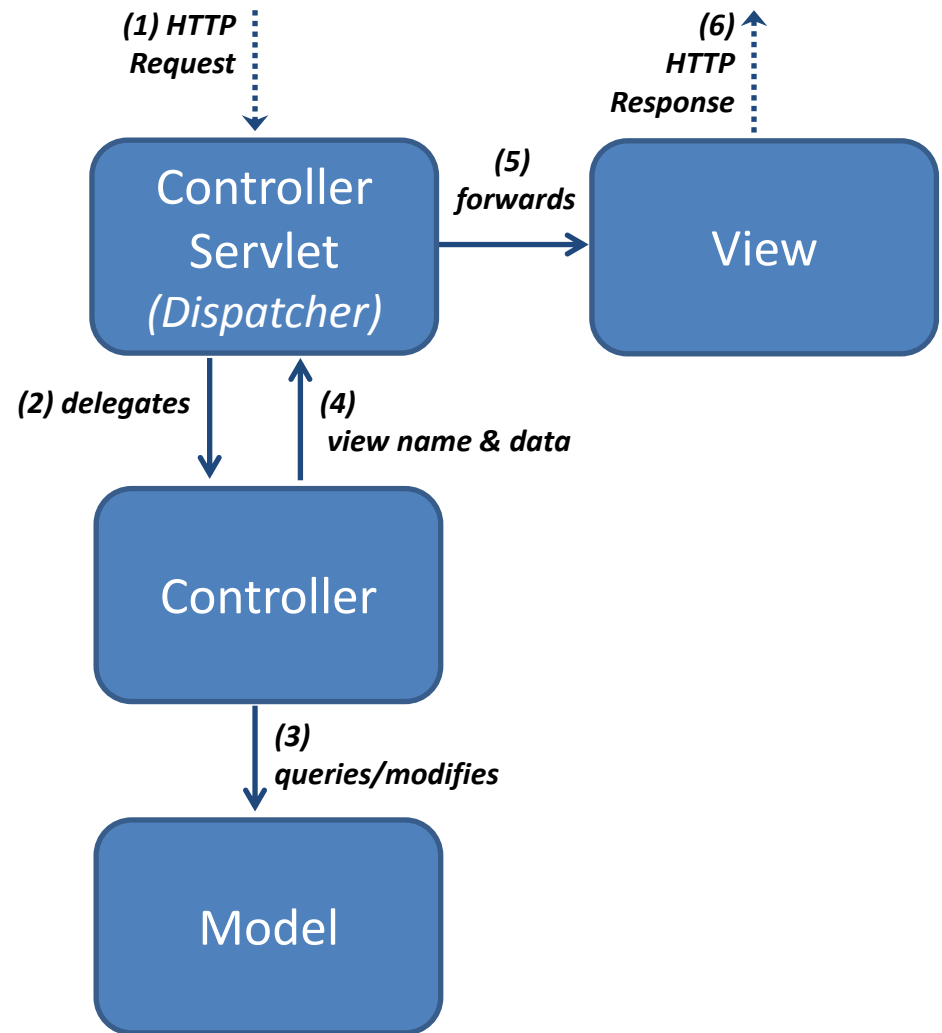 (1) HTTP
Request
(6)
HTTP
Response
Controller
Servlet
(Dispatcher)
(5)
forwards
View
(2) delegates
(4)
view name & data
Controller
(3)
queries/modifies
Model